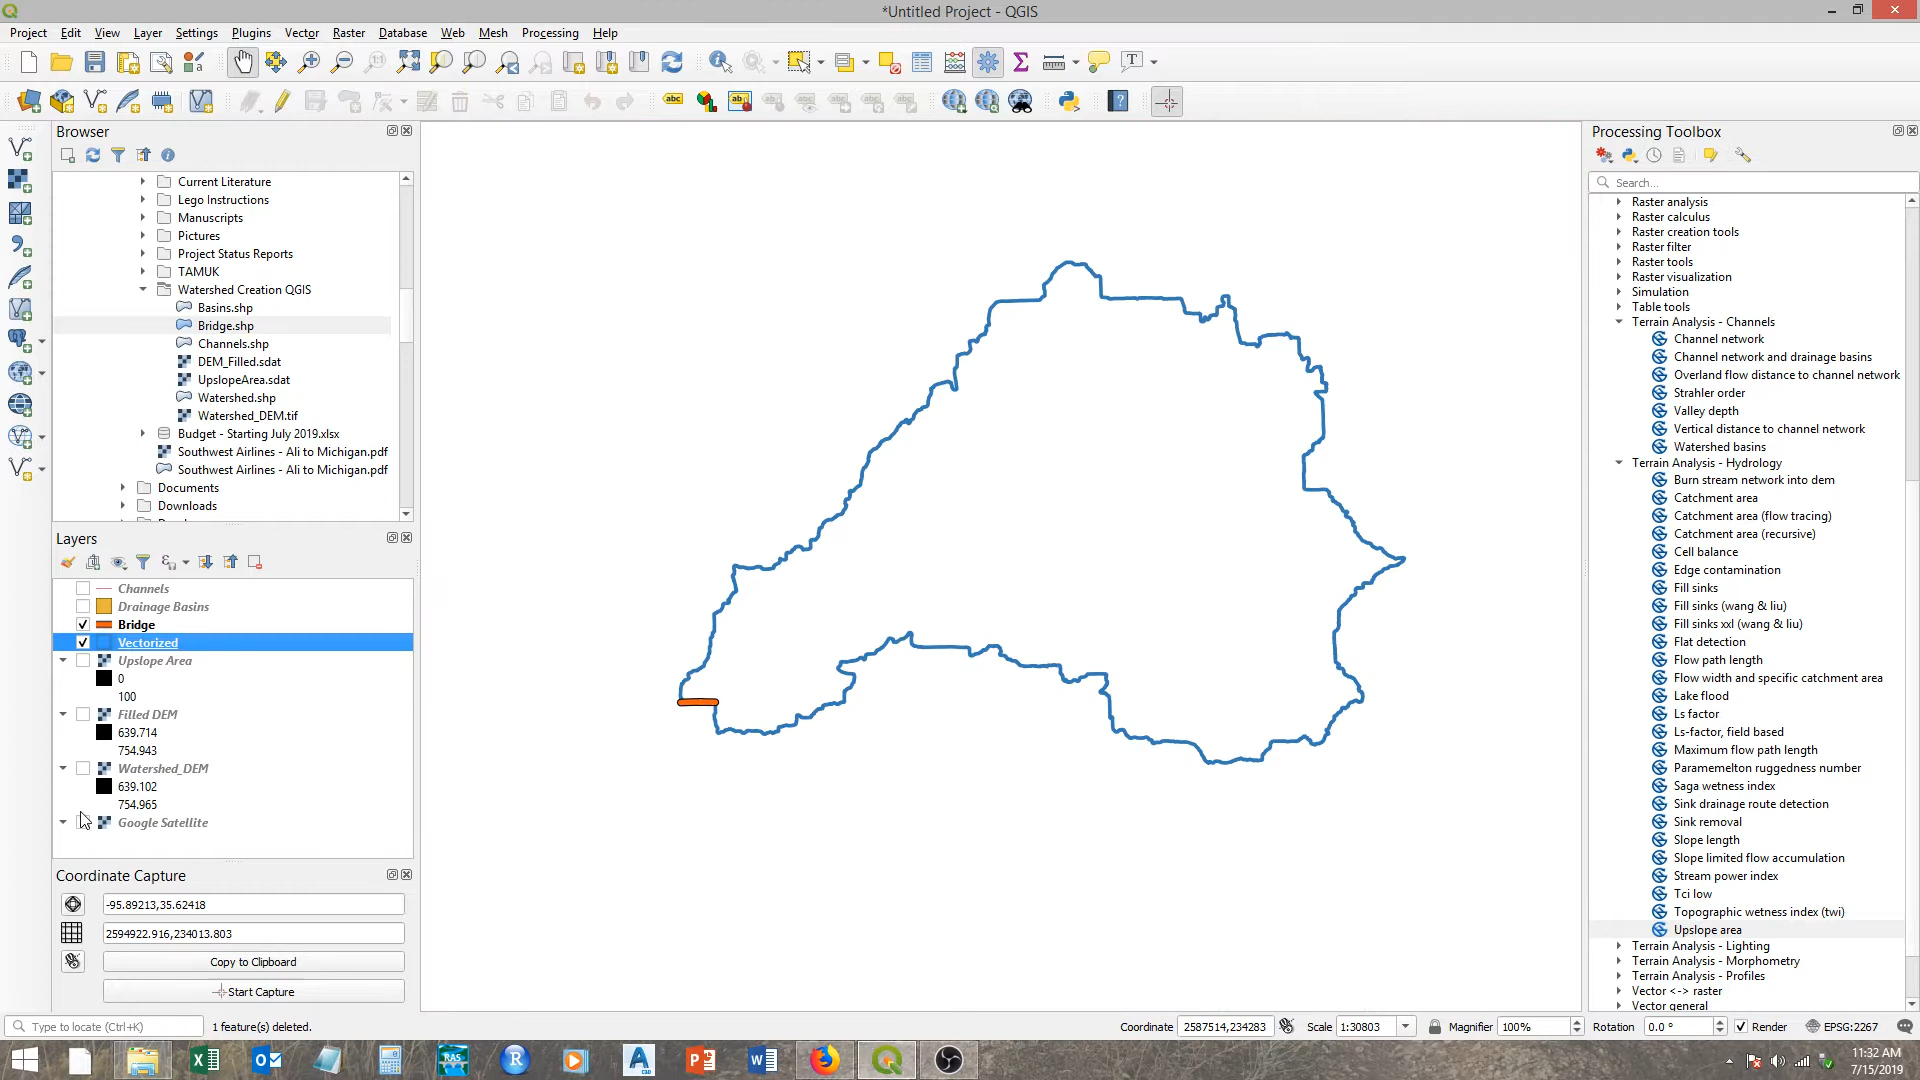 *Untitled Project - QGIS
Project Edit View Layer Settings Plugins Vector Raster Database Web Mesh Processing Help
Browser
Current Literature
Lego Instructions
Manuscripts
Pictures
Project Status Reports
TAMUK
Watershed Creation QGIS
Basins.shp
Bridge.shp
Channels.shp
DEM_Filled.sdat
UpslopeArea.sdat
Watershed.shp
Watershed_DEM.tif
Budget - Starting July 2019.xlsx
Southwest Airlines - Ali to Michigan.pdf
Southwest Airlines - Ali to Michigan.pdf
Documents
Downloads
Layers
Channels
Drainage Basins
Bridge
Vectorized
Upslope Area
0
100
Filled DEM
639.714
754.943
Watershed_DEM
639.102
754.965
Google Satellite
Coordinate Capture
-95.89213,35.62418
2594922.916,234013.803
Copy to Clipboard
Start Capture
Processing Toolbox
Search...
Raster analysis
Raster calculus
Raster creation tools
Raster filter
Raster tools
Raster visualization
Simulation
Table tools
Terrain Analysis - Channels
Channel network
Channel network and drainage basins
Overland flow distance to channel network
Strahler order
Valley depth
Vertical distance to channel network
Watershed basins
Terrain Analysis - Hydrology
Burn stream network into dem
Catchment area
Catchment area (flow tracing)
Catchment area (recursive)
Cell balance
Edge contamination
Fill sinks
Fill sinks (wang & liu)
Fill sinks xxl (wang & liu)
Flat detection
Flow path length
Flow width and specific catchment area
Lake flood
Ls factor
Ls-factor, field based
Maximum flow path length
Paramemelton ruggedness number
Saga wetness index
Sink drainage route detection
Sink removal
Slope length
Slope limited flow accumulation
Stream power index
Tci low
Topographic wetness index (twi)
Upslope area
Terrain Analysis - Lighting
Terrain Analysis - Morphometry
Terrain Analysis - Profiles
Vector <-> raster
Vector general
Type to locate (Ctrl+K) 1 feature(s) deleted. Coordinate 2587514,234283 Scale 1:30803 Magnifier 100% Rotation 0.0 ° Render EPSG:2267
11:32 AM
7/15/2019